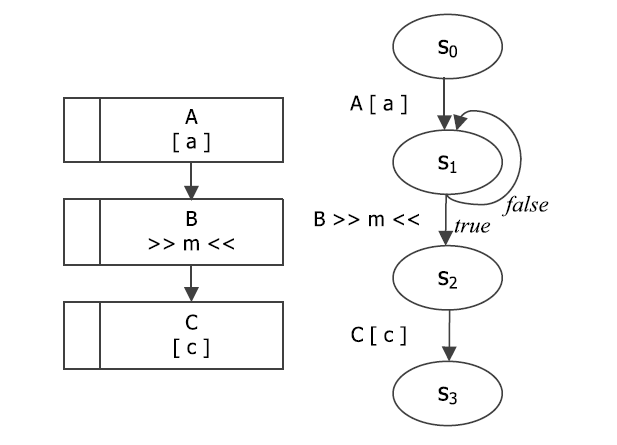 A
[ a ]
B
>> m <<
C
[ c ]
s0
A [ a ]
s1
false
B >> m <<
true
s2
C [ c ]
s3